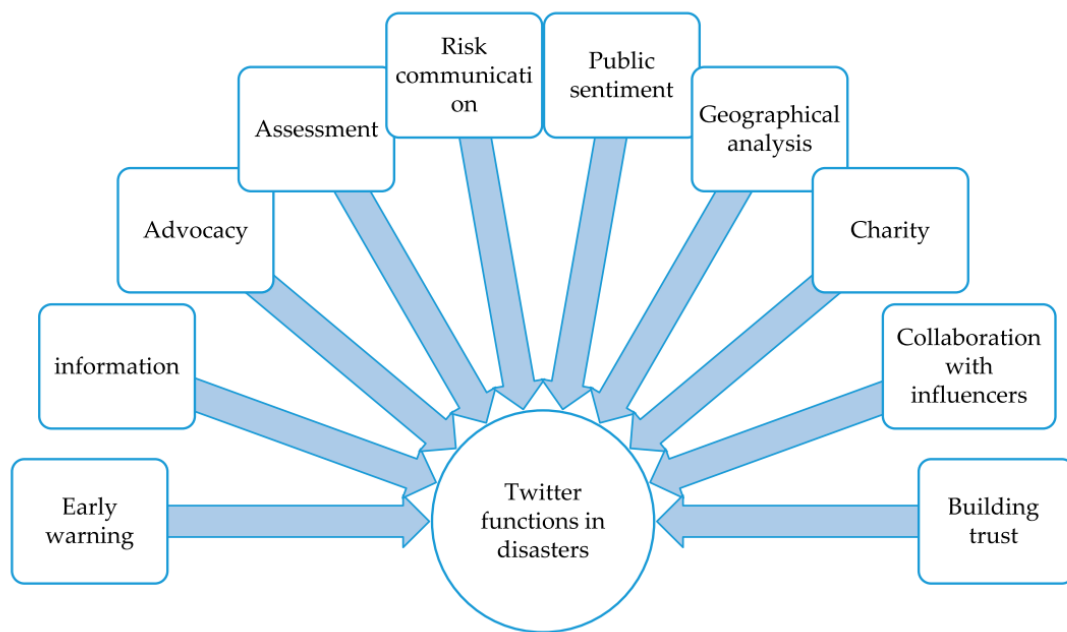 Risk
communicati
on
Public
sentiment
Assessment
Geographical
analysis
Advocacy
Charity
information
Collaboration
with
influencers
Early
warning
Twitter
functions in
disasters
Building
trust